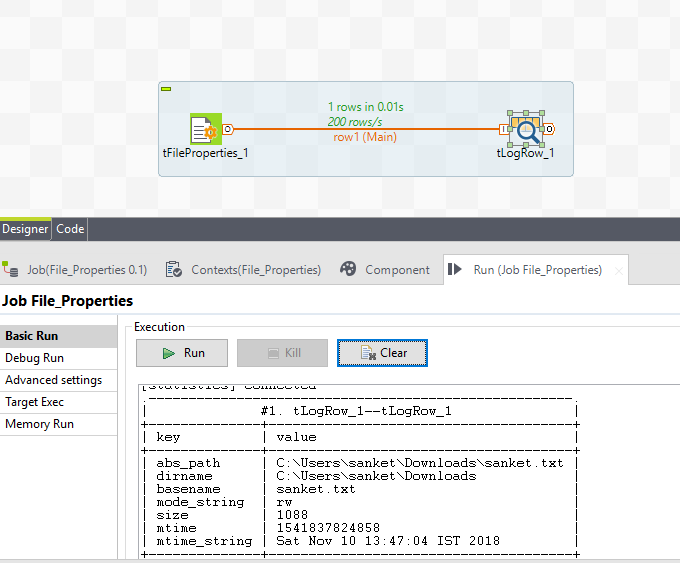 1 rows in 0.01s
200 rows/s
row1 (Main)
tFileProperties_1
tLogRow_1
Designer Code
Job(File_Properties 0.1) Contexts(File_Properties) Component Run (Job File_Properties)
Job File_Properties
Basic Run
Debug Run
Advanced settings
Target Exec
Memory Run
Execution
Run Kill Clear
[statistics] connected
#1. tLogRow_1--tLogRow_1
key | value
abs_path | C:\Users\sanket\Downloads\sanket.txt
dirname | C:\Users\sanket\Downloads
basename | sanket.txt
mode_string | rw
size | 1088
mtime | 1541837824858
mtime_string | Sat Nov 10 13:47:04 IST 2018